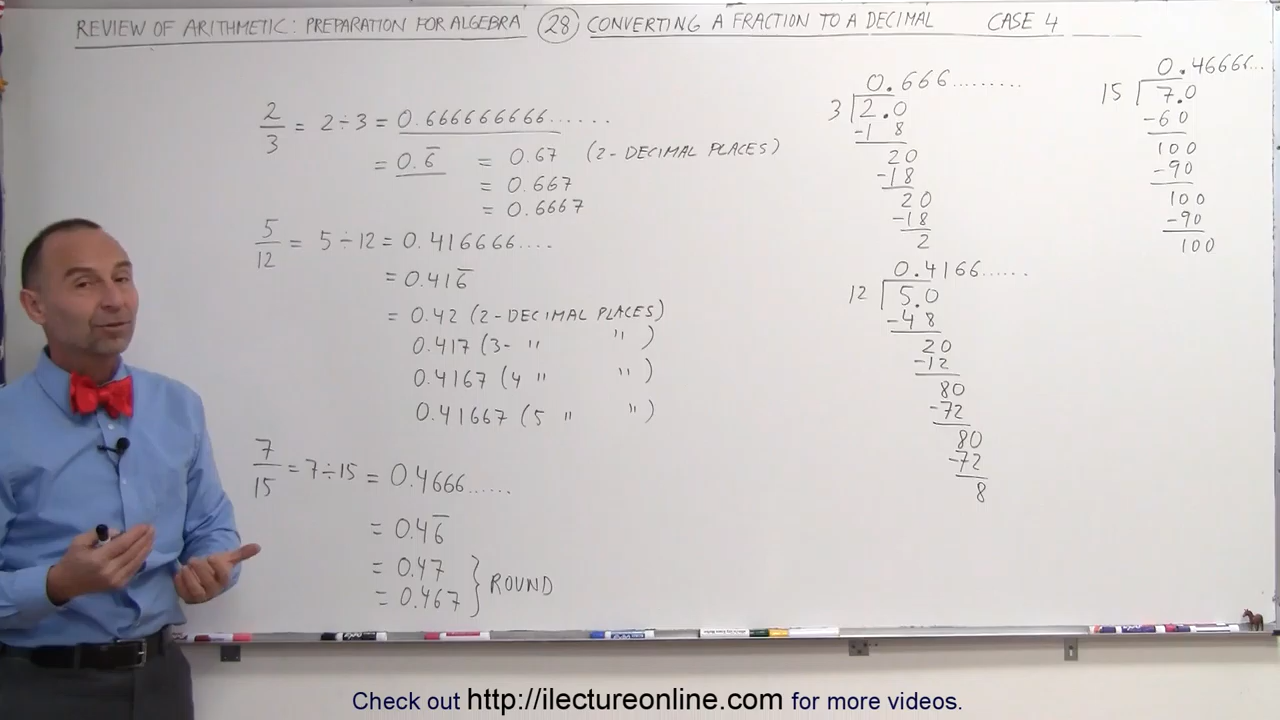 REVIEW OF ARITHMETIC: PREPARATION FOR ALGEBRA (28) CONVERTING A FRACTION TO A DECIMAL CASE 4
2/3 = 2÷3 = 0.666666666......
= 0.6̅ = 0.67 (2-DECIMAL PLACES)
= 0.667
= 0.6667
5/12 = 5÷12 = 0.416666....
= 0.416̅
= 0.42 (2-DECIMAL PLACES)
0.417 (3- " ")
0.4167 (4 " ")
0.41667 (5 " ")
7/15 = 7÷15 = 0.4666......
= 0.46̅
= 0.47
= 0.467 } ROUND
0.666.........
3 2.0
-1 8
20
-18
20
-18
2
0.4166......
12 5.0
-48
20
-12
80
-72
80
-72
8
0.46666...
15 7.0
-60
100
-90
100
-90
100
Check out http://ilectureonline.com for more videos.